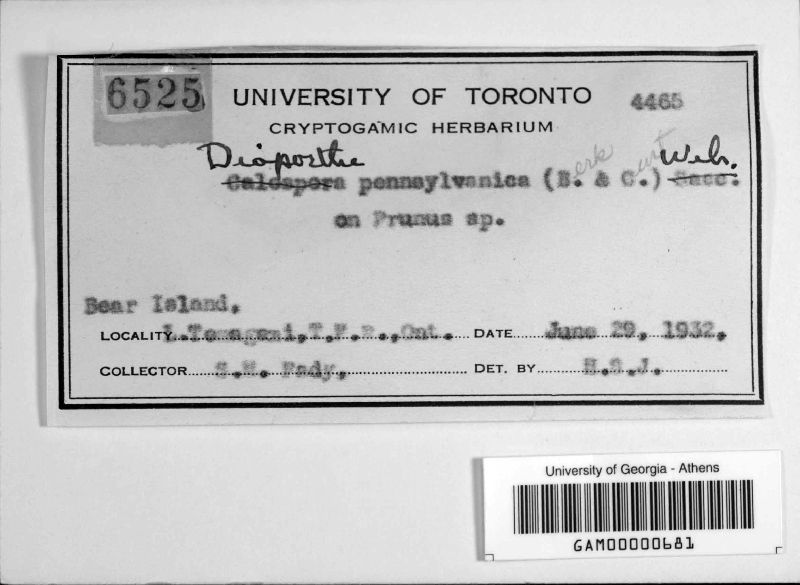 6525
UNIVERSITY OF TORONTO 4465
CRYPTOGAMIC HERBARIUM
Diaporthe Weh.
Calospora pennsylvanica (Berk. & Curt.) Sacc.
on Prunus sp.
Bear Island,
LOCALITY L.Temagami,T.F.R.,Ont. DATE June 29, 1932,
COLLECTOR DET. BY H.S.J.
University of Georgia - Athens
GAM00000681